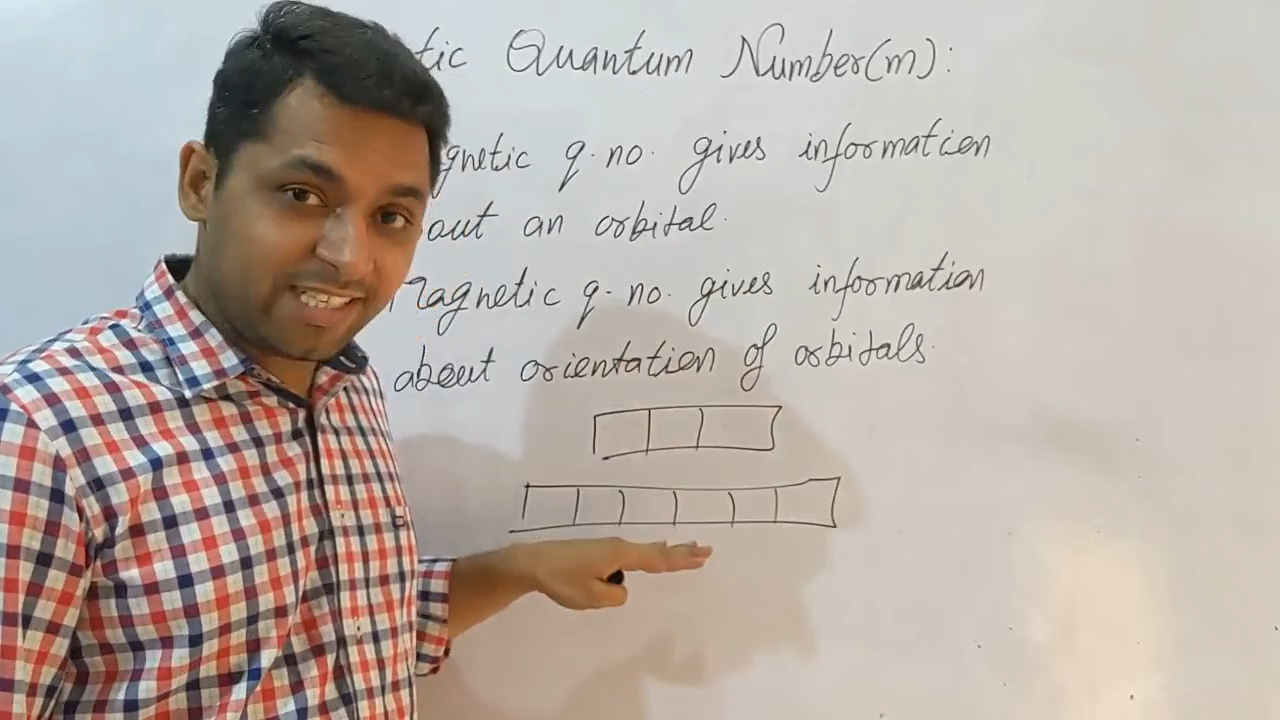 tic Quantum Number(m):
gnetic q.no. gives information
out an orbital.
Magnetic q.no. gives information
about orientation of orbitals.